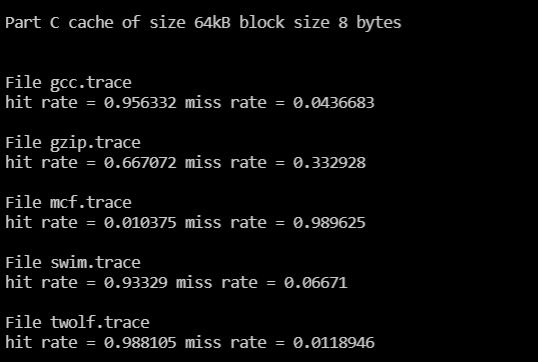 Part C cache of size 64kB block size 8 bytes
File gcc.trace
hit rate = 0.956332 miss rate = 0.0436683
File gzip.trace
hit rate = 0.667072 miss rate = 0.332928
File mcf.trace
hit rate = 0.010375 miss rate = 0.989625
File swim.trace
hit rate = 0.93329 miss rate = 0.06671
File twolf.trace
hit rate = 0.988105 miss rate = 0.0118946